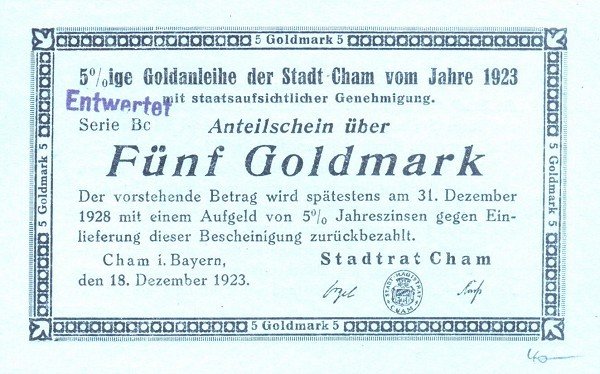 5 Goldmark 5
5%ige Goldanleihe der Stadt Cham vom Jahre 1923
Entwertet
mit staatsaufsichtlicher Genehmigung.
Serie Bc Anteilschein über
Fünf Goldmark
Der vorstehende Betrag wird spätestens am 31. Dezember
1928 mit einem Aufgeld von 5% Jahreszinsen gegen Ein-
lieferung dieser Bescheinigung zurückbezahlt.
Cham i. Bayern, Stadtrat Cham
den 18. Dezember 1923.
5 Goldmark 5
5 Goldmark 5
5 Goldmark 5